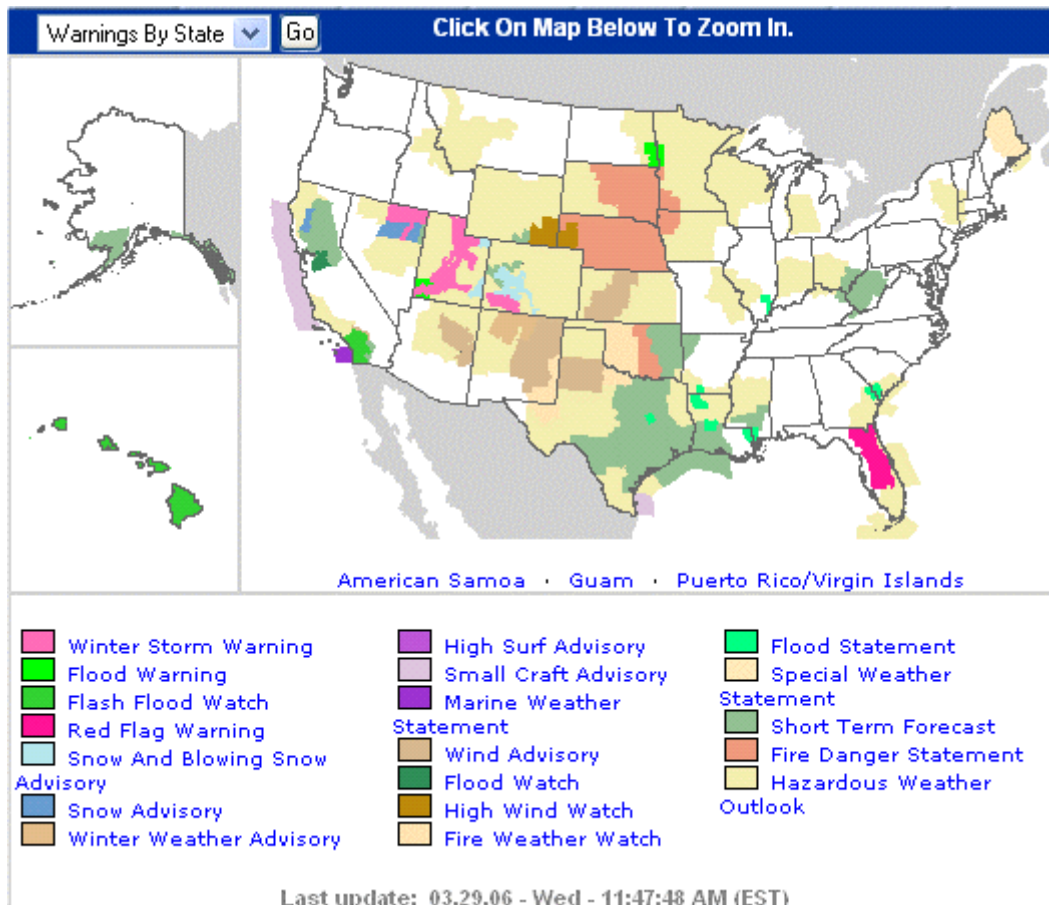 Warnings By State Go Click On Map Below To Zoom In.
American Samoa · Guam · Puerto Rico/Virgin Islands
Winter Storm Warning
Flood Warning
Flash Flood Watch
Red Flag Warning
Snow And Blowing Snow
Advisory
Snow Advisory
Winter Weather Advisory
High Surf Advisory
Small Craft Advisory
Marine Weather
Statement
Wind Advisory
Flood Watch
High Wind Watch
Fire Weather Watch
Flood Statement
Special Weather
Statement
Short Term Forecast
Fire Danger Statement
Hazardous Weather
Outlook
Last update: 03.29.06 - Wed - 11:47:48 AM (EST)